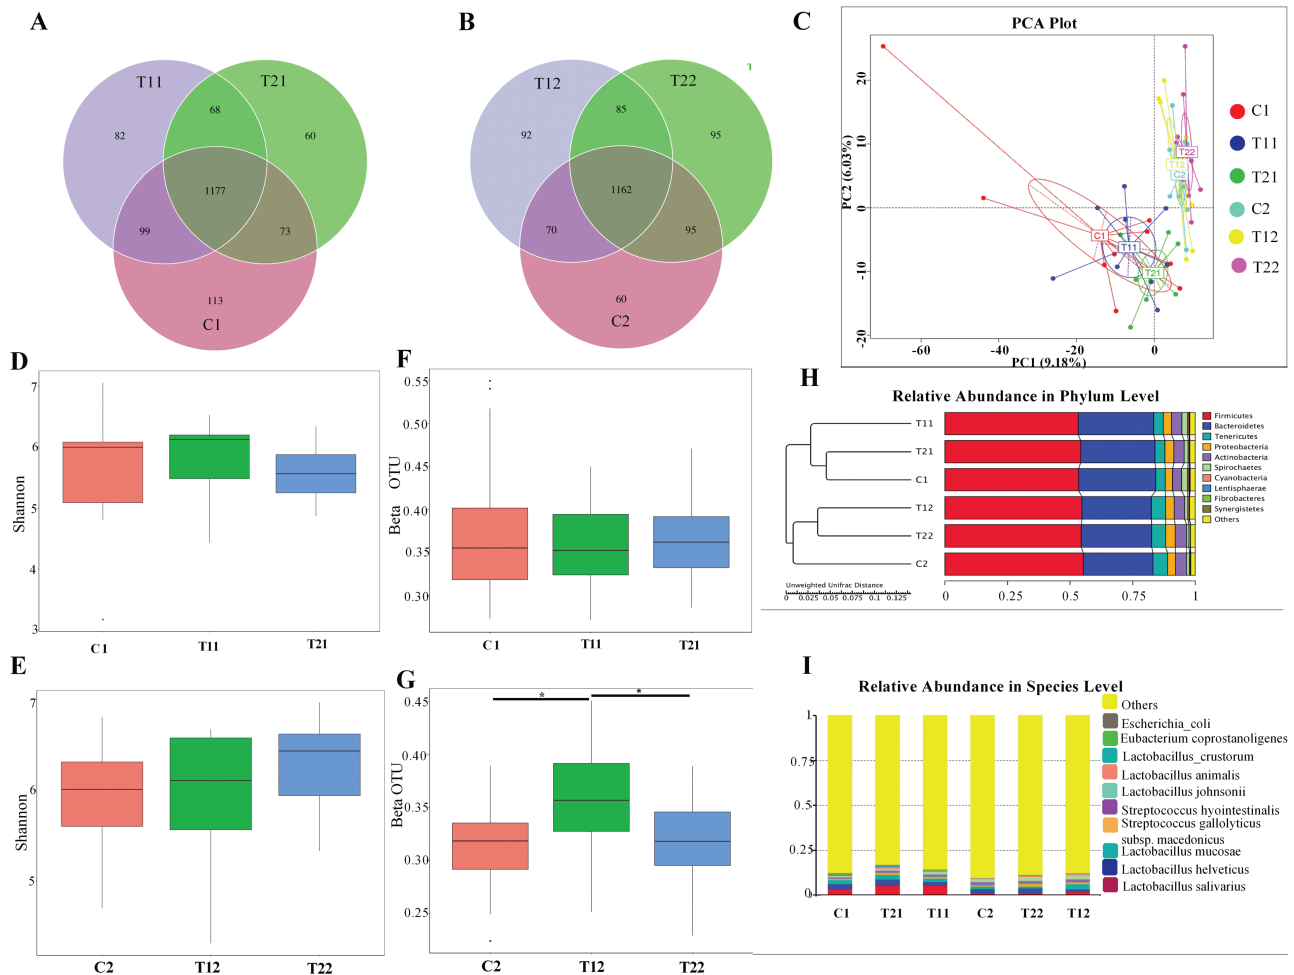 A
T11
T21
68
82
60
1177
99
73
113
C1
B
T12
T22
T
85
92
95
1162
70
95
60
C2
C
PCA Plot
PC2 (6.03%)
20
10
0
-10
-20
T22
T12
C2
C1
T11
T21
-60
-40
-20
0
PC1 (9.18%)
C1
T11
T21
C2
T12
T22
D
Shannon
7
6
5
4
3
C1
T11
T21
E
Shannon
7
6
5
C2
T12
T22
F
Beta OTU
0.55
0.50
0.45
0.40
0.35
0.30
C1
T11
T21
G
Beta OTU
0.45
0.40
0.35
0.30
0.25
*
*
C2
T12
T22
H
Relative Abundance in Phylum Level
T11
T21
C1
T12
T22
C2
Unweighted Unifrac Distance
0 0.025 0.05 0.075 0.1 0.125
0 0.25 0.5 0.75 1
Firmicutes
Bacteroidetes
Tenericutes
Proteobacteria
Actinobacteria
Spirochaetes
Cyanobacteria
Lentisphaerae
Fibrobacteres
Synergistetes
Others
I
Relative Abundance in Species Level
1
0.75
0.5
0.25
0
C1 T21 T11 C2 T22 T12
Others
Escherichia_coli
Eubacterium coprostanoligenes
Lactobacillus_crustorum
Lactobacillus animalis
Lactobacillus johnsonii
Streptococcus hyointestinalis
Streptococcus gallolyticus
subsp. macedonicus
Lactobacillus mucosae
Lactobacillus helveticus
Lactobacillus salivarius